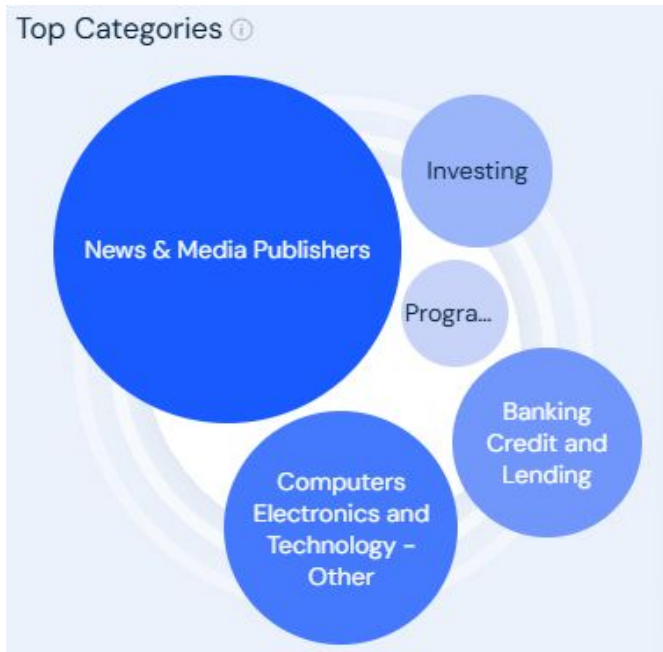 Top Categories
Investing
News & Media Publishers
Progra...
Banking
Credit and
Lending
Computers
Electronics and
Technology -
Other